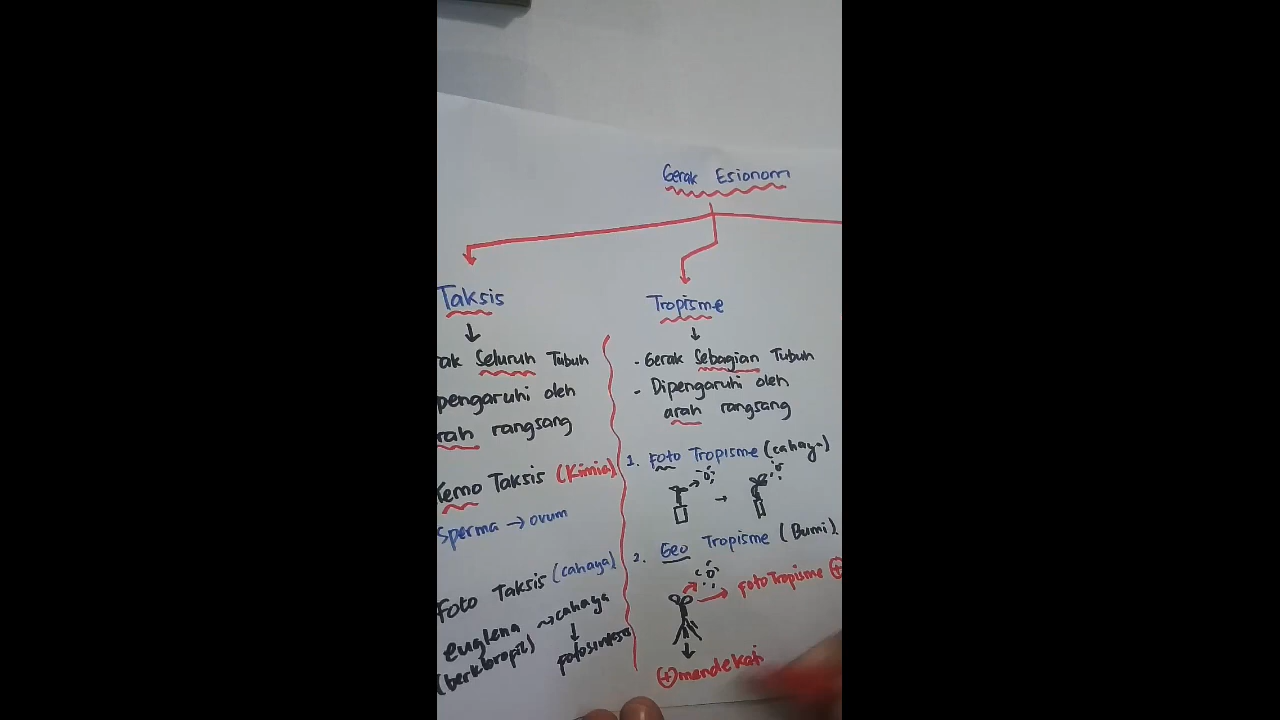 Gerak Esionom
Taksis
ak Seluruh Tubuh
pengaruhi oleh
rah rangsang
Kemo Taksis (Kimia)
Sperma → ovum
Foto Taksis (cahaya)
euglena ~> cahaya
(berkloropil) ↓ fotosintesis
Tropisme
- Gerak Sebagian Tubuh
- Dipengaruhi oleh
arah rangsang
1. Foto Tropisme (cahaya)
2. Geo Tropisme (Bumi)
→ Foto Tropisme (+
(+) mendekati